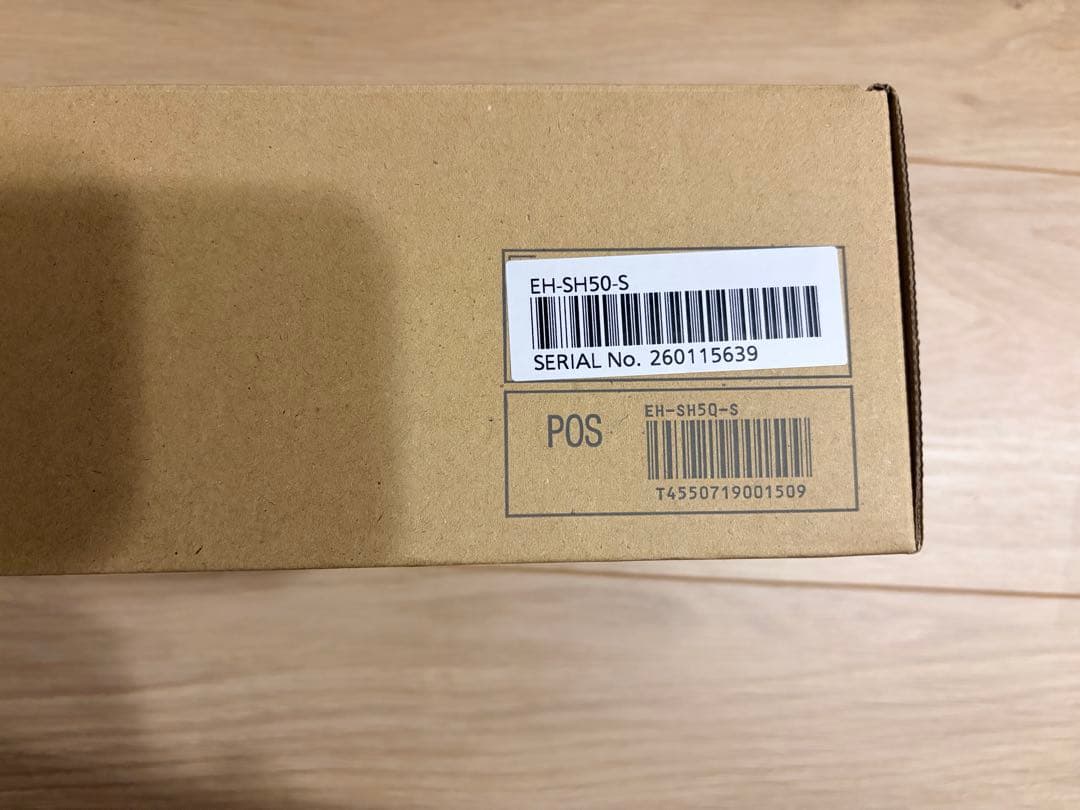 EH-SH50-S
SERIAL No. 260115639
POS
EH-SH5Q-S
T4550719001509